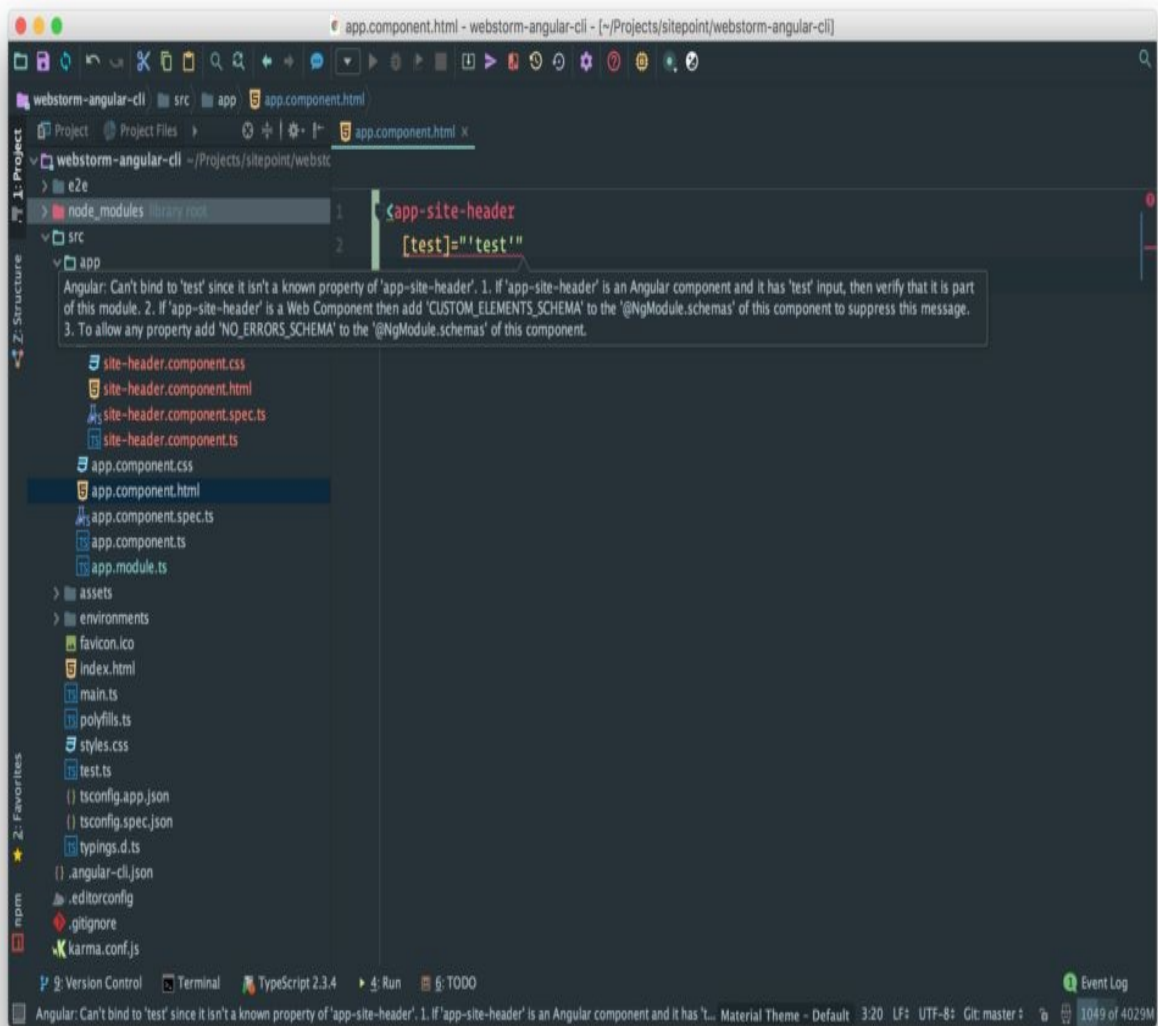 app.component.html - webstorm-angular-cli - [~/Projects/sitepoint/webstorm-angular-cli]
webstorm-angular-cli src app app.component.html
Project Project Files app.component.html ×
1: Project
webstorm-angular-cli ~/Projects/sitepoint/webstc
e2e
node_modules library root
src
app
1 <app-site-header
2 [test]="'test'"
Z: Structure
Angular: Can't bind to 'test' since it isn't a known property of 'app-site-header'. 1. If 'app-site-header' is an Angular component and it has 'test' input, then verify that it is part
of this module. 2. If 'app-site-header' is a Web Component then add 'CUSTOM_ELEMENTS_SCHEMA' to the '@NgModule.schemas' of this component to suppress this message.
3. To allow any property add 'NO_ERRORS_SCHEMA' to the '@NgModule.schemas' of this component.
site-header.component.css
site-header.component.html
site-header.component.spec.ts
site-header.component.ts
app.component.css
app.component.html
app.component.spec.ts
app.component.ts
app.module.ts
assets
environments
favicon.ico
index.html
main.ts
polyfills.ts
styles.css
test.ts
tsconfig.app.json
tsconfig.spec.json
typings.d.ts
.angular-cli.json
.editorconfig
.gitignore
karma.conf.js
2: Favorites
npm
9: Version Control Terminal TypeScript 2.3.4 4: Run 6: TODO 1 Event Log
Angular: Can't bind to 'test' since it isn't a known property of 'app-site-header'. 1. If 'app-site-header' is an Angular component and it has 't... Material Theme - Default 3:20 LF: UTF-8: Git: master: 1049 of 4029M